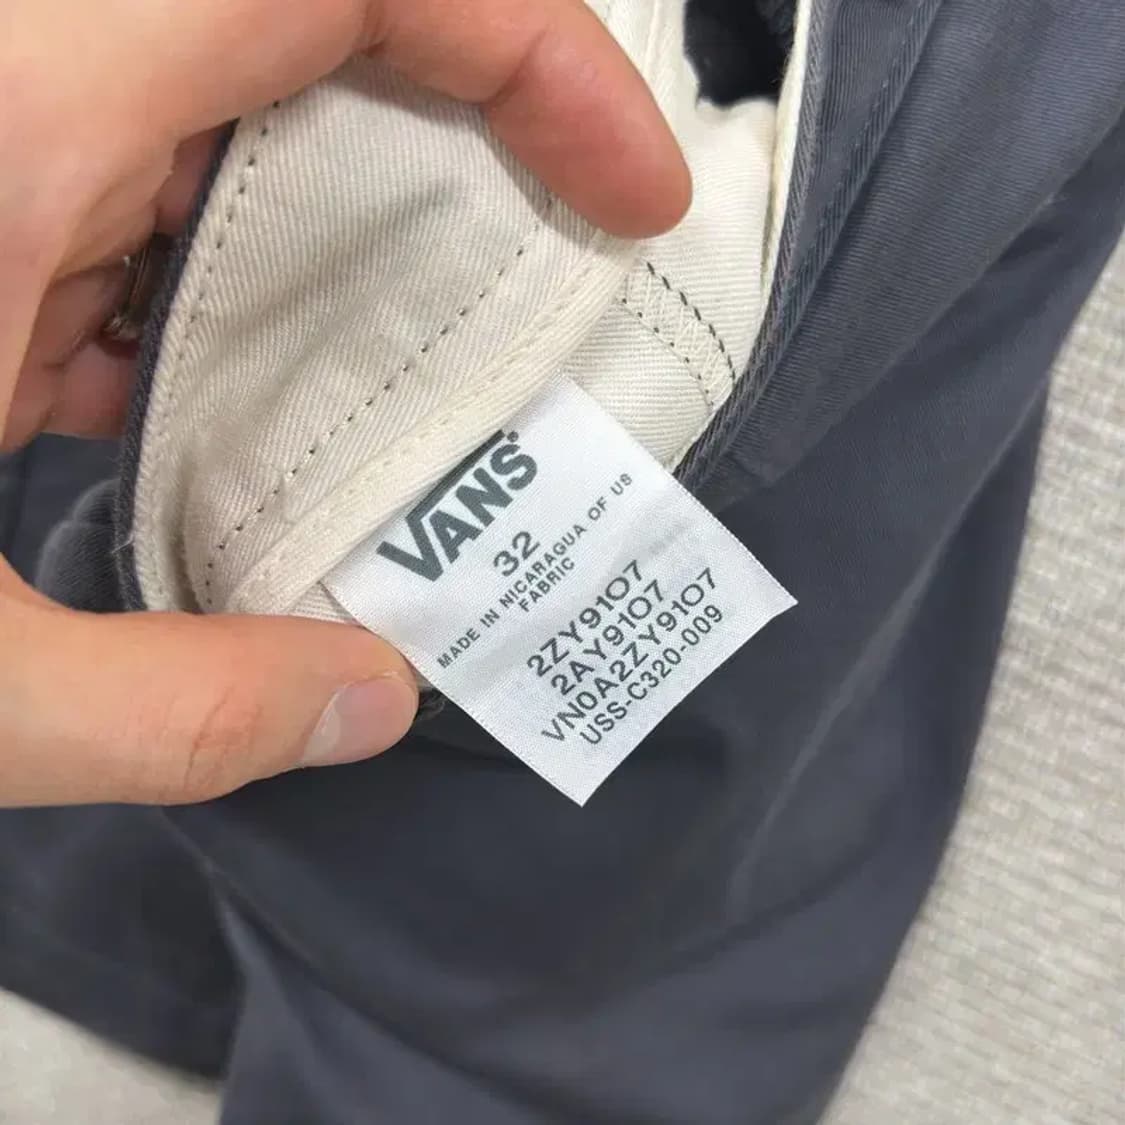 VANS
32
MADE IN NICARAGUA OF US
FABRIC
2ZY91O7
2AY91O7
VN0A2ZY91O7
USS-C320-009